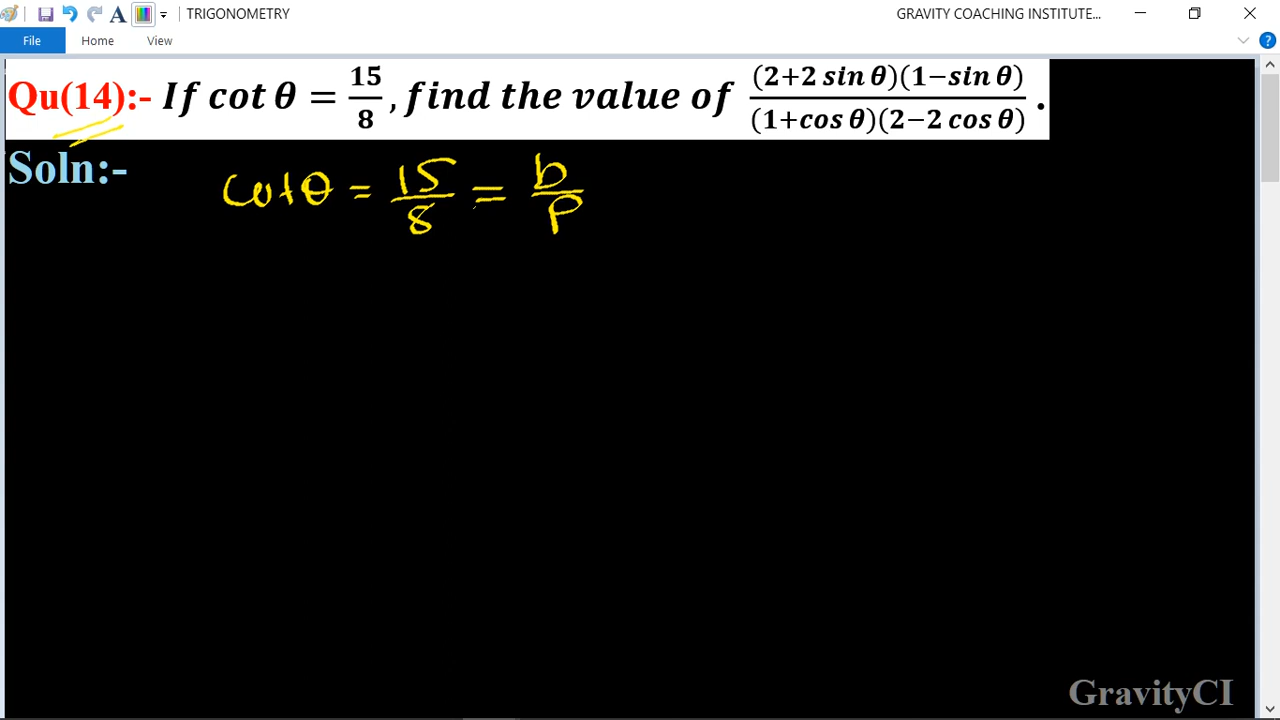 TRIGONOMETRY
GRAVITY COACHING INSTITUTE...
File Home View
Qu(14):- If cot θ = 15/8 , find the value of (2+2 sin θ)(1−sin θ)/(1+cos θ)(2−2 cos θ) .
Soln:- cot θ = 15/8 = b/P
GravityCI